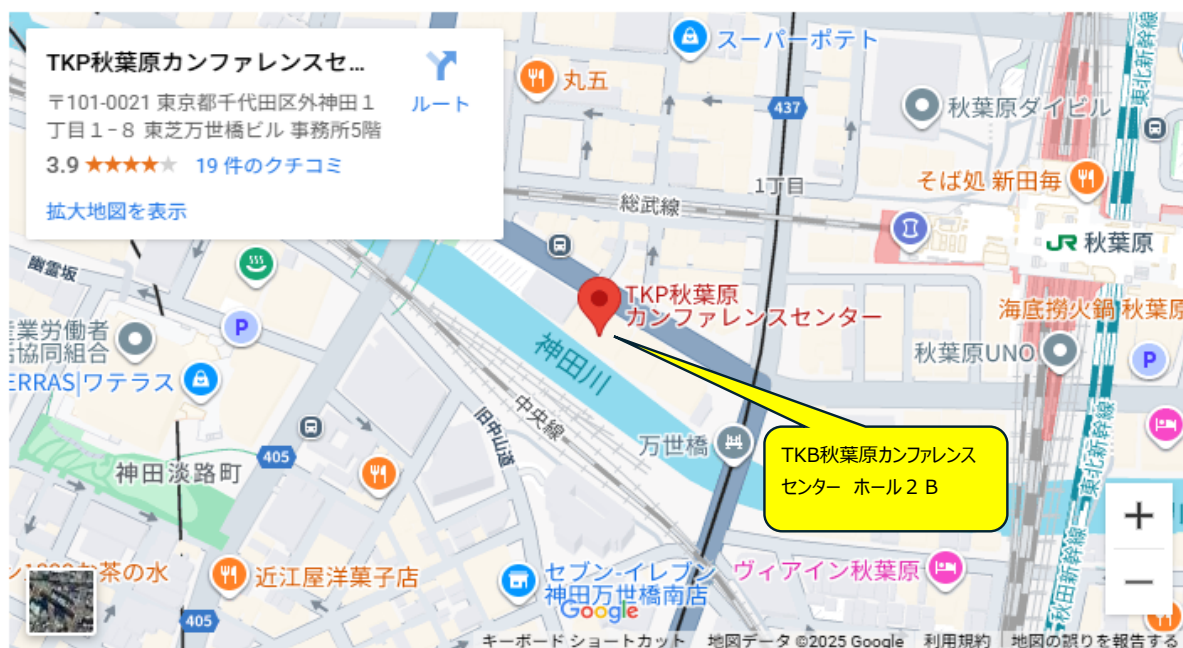 TKP秋葉原カンファレンスセ...
ルート
〒101-0021 東京都千代田区外神田1
丁目1-8 東芝万世橋ビル 事務所5階
3.9
19 件のクチコミ
拡大地図を表示
スーパーポテト
丸五
437
秋葉原ダイビル
東北新幹線
そば処 新田毎
1丁目
総武線
JR 秋葉原
幽霊坂
TKP秋葉原
カンファレンスセンター
海底撈火鍋 秋葉原
産業労働者
協同組合
P
神田川
秋葉原UNO
P
ERRAS|ワテラス
中央線
旧中山道
万世橋
TKB秋葉原カンファレンス
センター ホール2B
405
神田淡路町
東北新幹線
+
お茶の水
近江屋洋菓子店
セブン-イレブン
神田万世橋南店
ヴィアイン秋葉原
秋田新幹線
−
405
Google
キーボード ショートカット 地図データ ©2025 Google 利用規約 地図の誤りを報告する